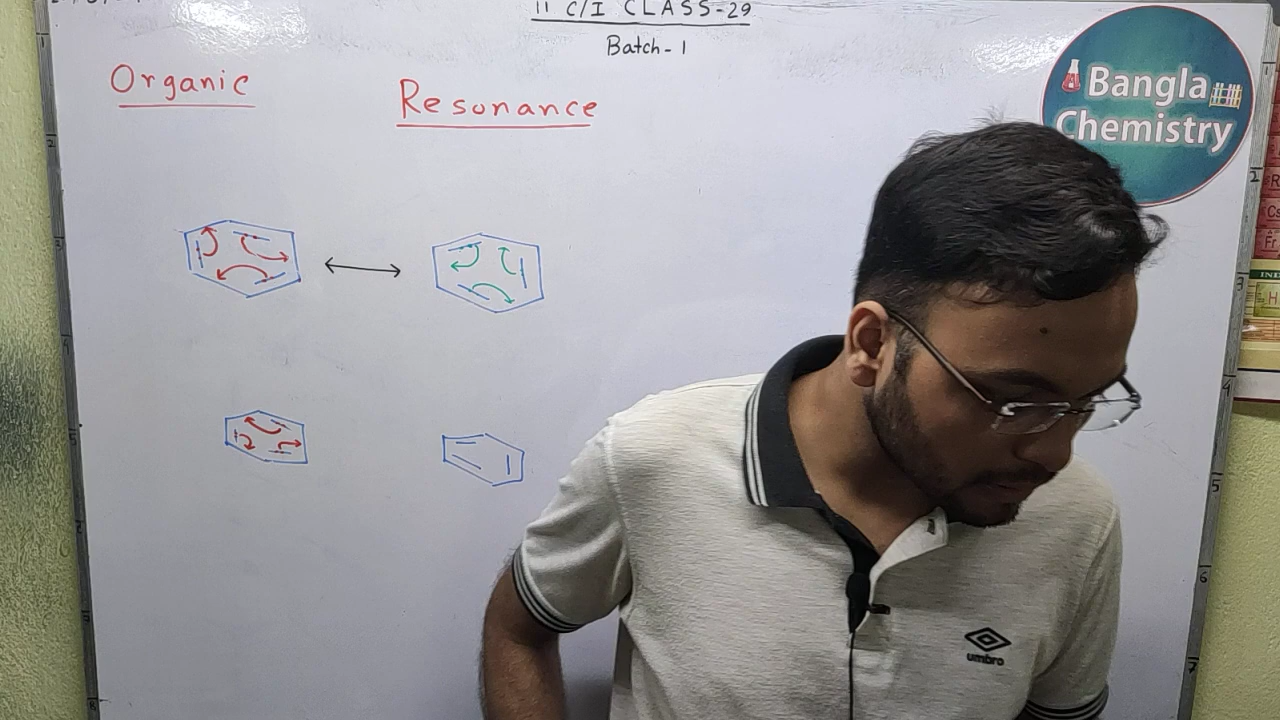 11 C/I CLASS-29
Batch-1
Organic
Resonance
Bangla
Chemistry
umbro